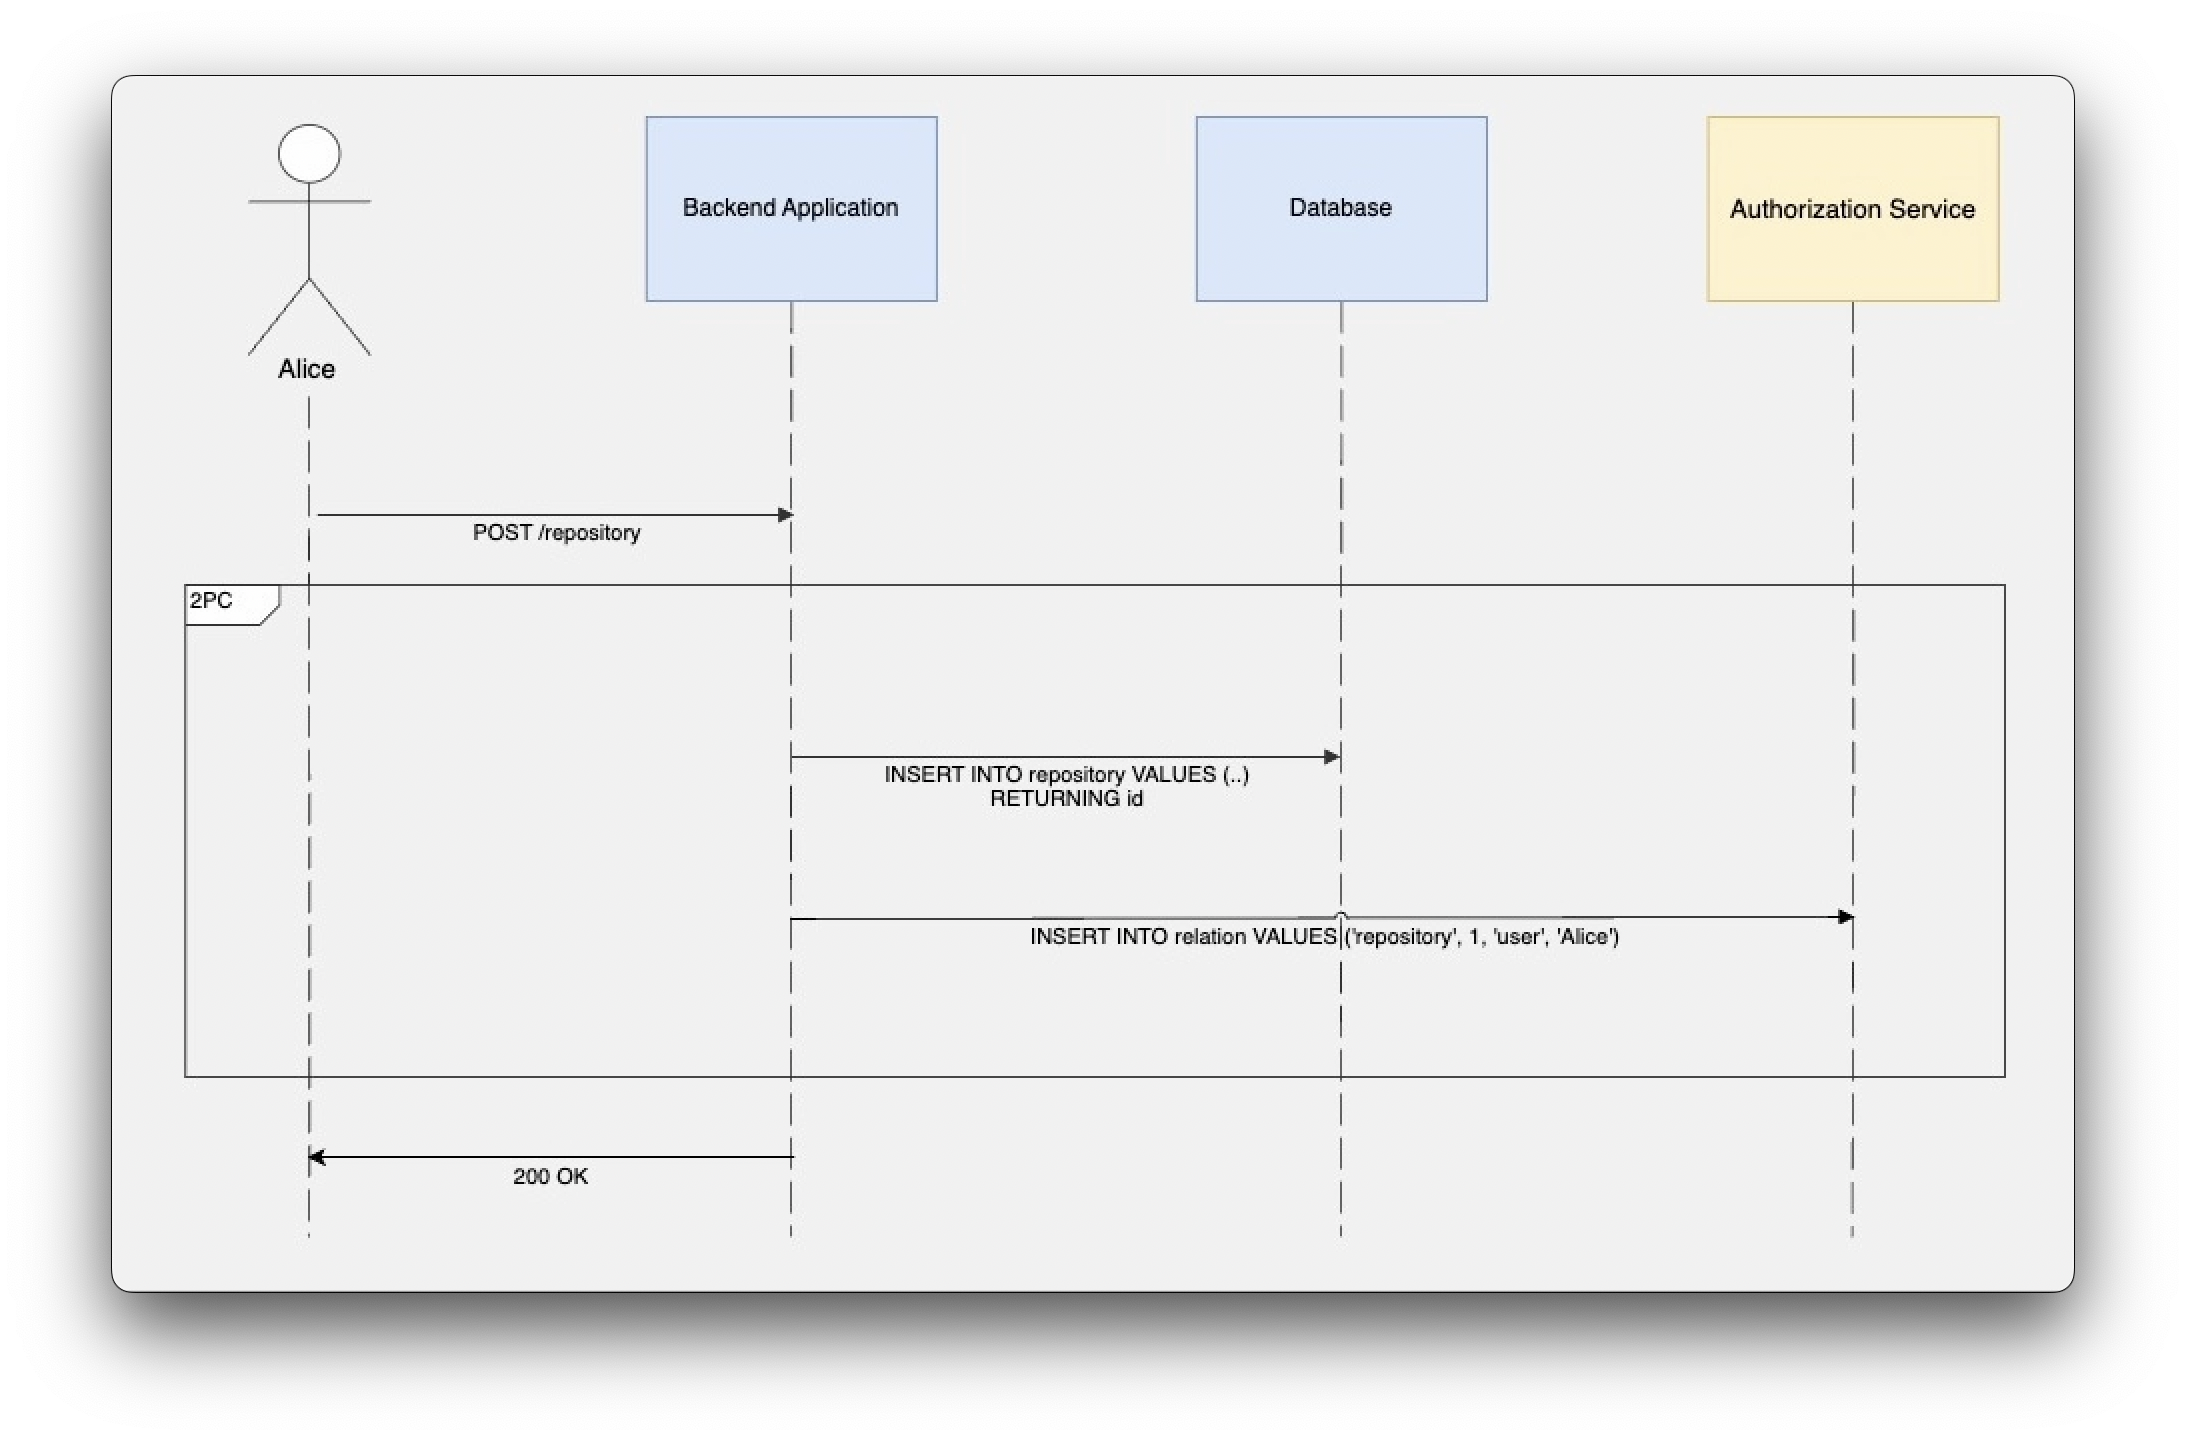 Backend Application
Database
Authorization Service
Alice
POST /repository
2PC
INSERT INTO repository VALUES (..)
RETURNING id
INSERT INTO relation VALUES ('repository', 1, 'user', 'Alice')
200 OK